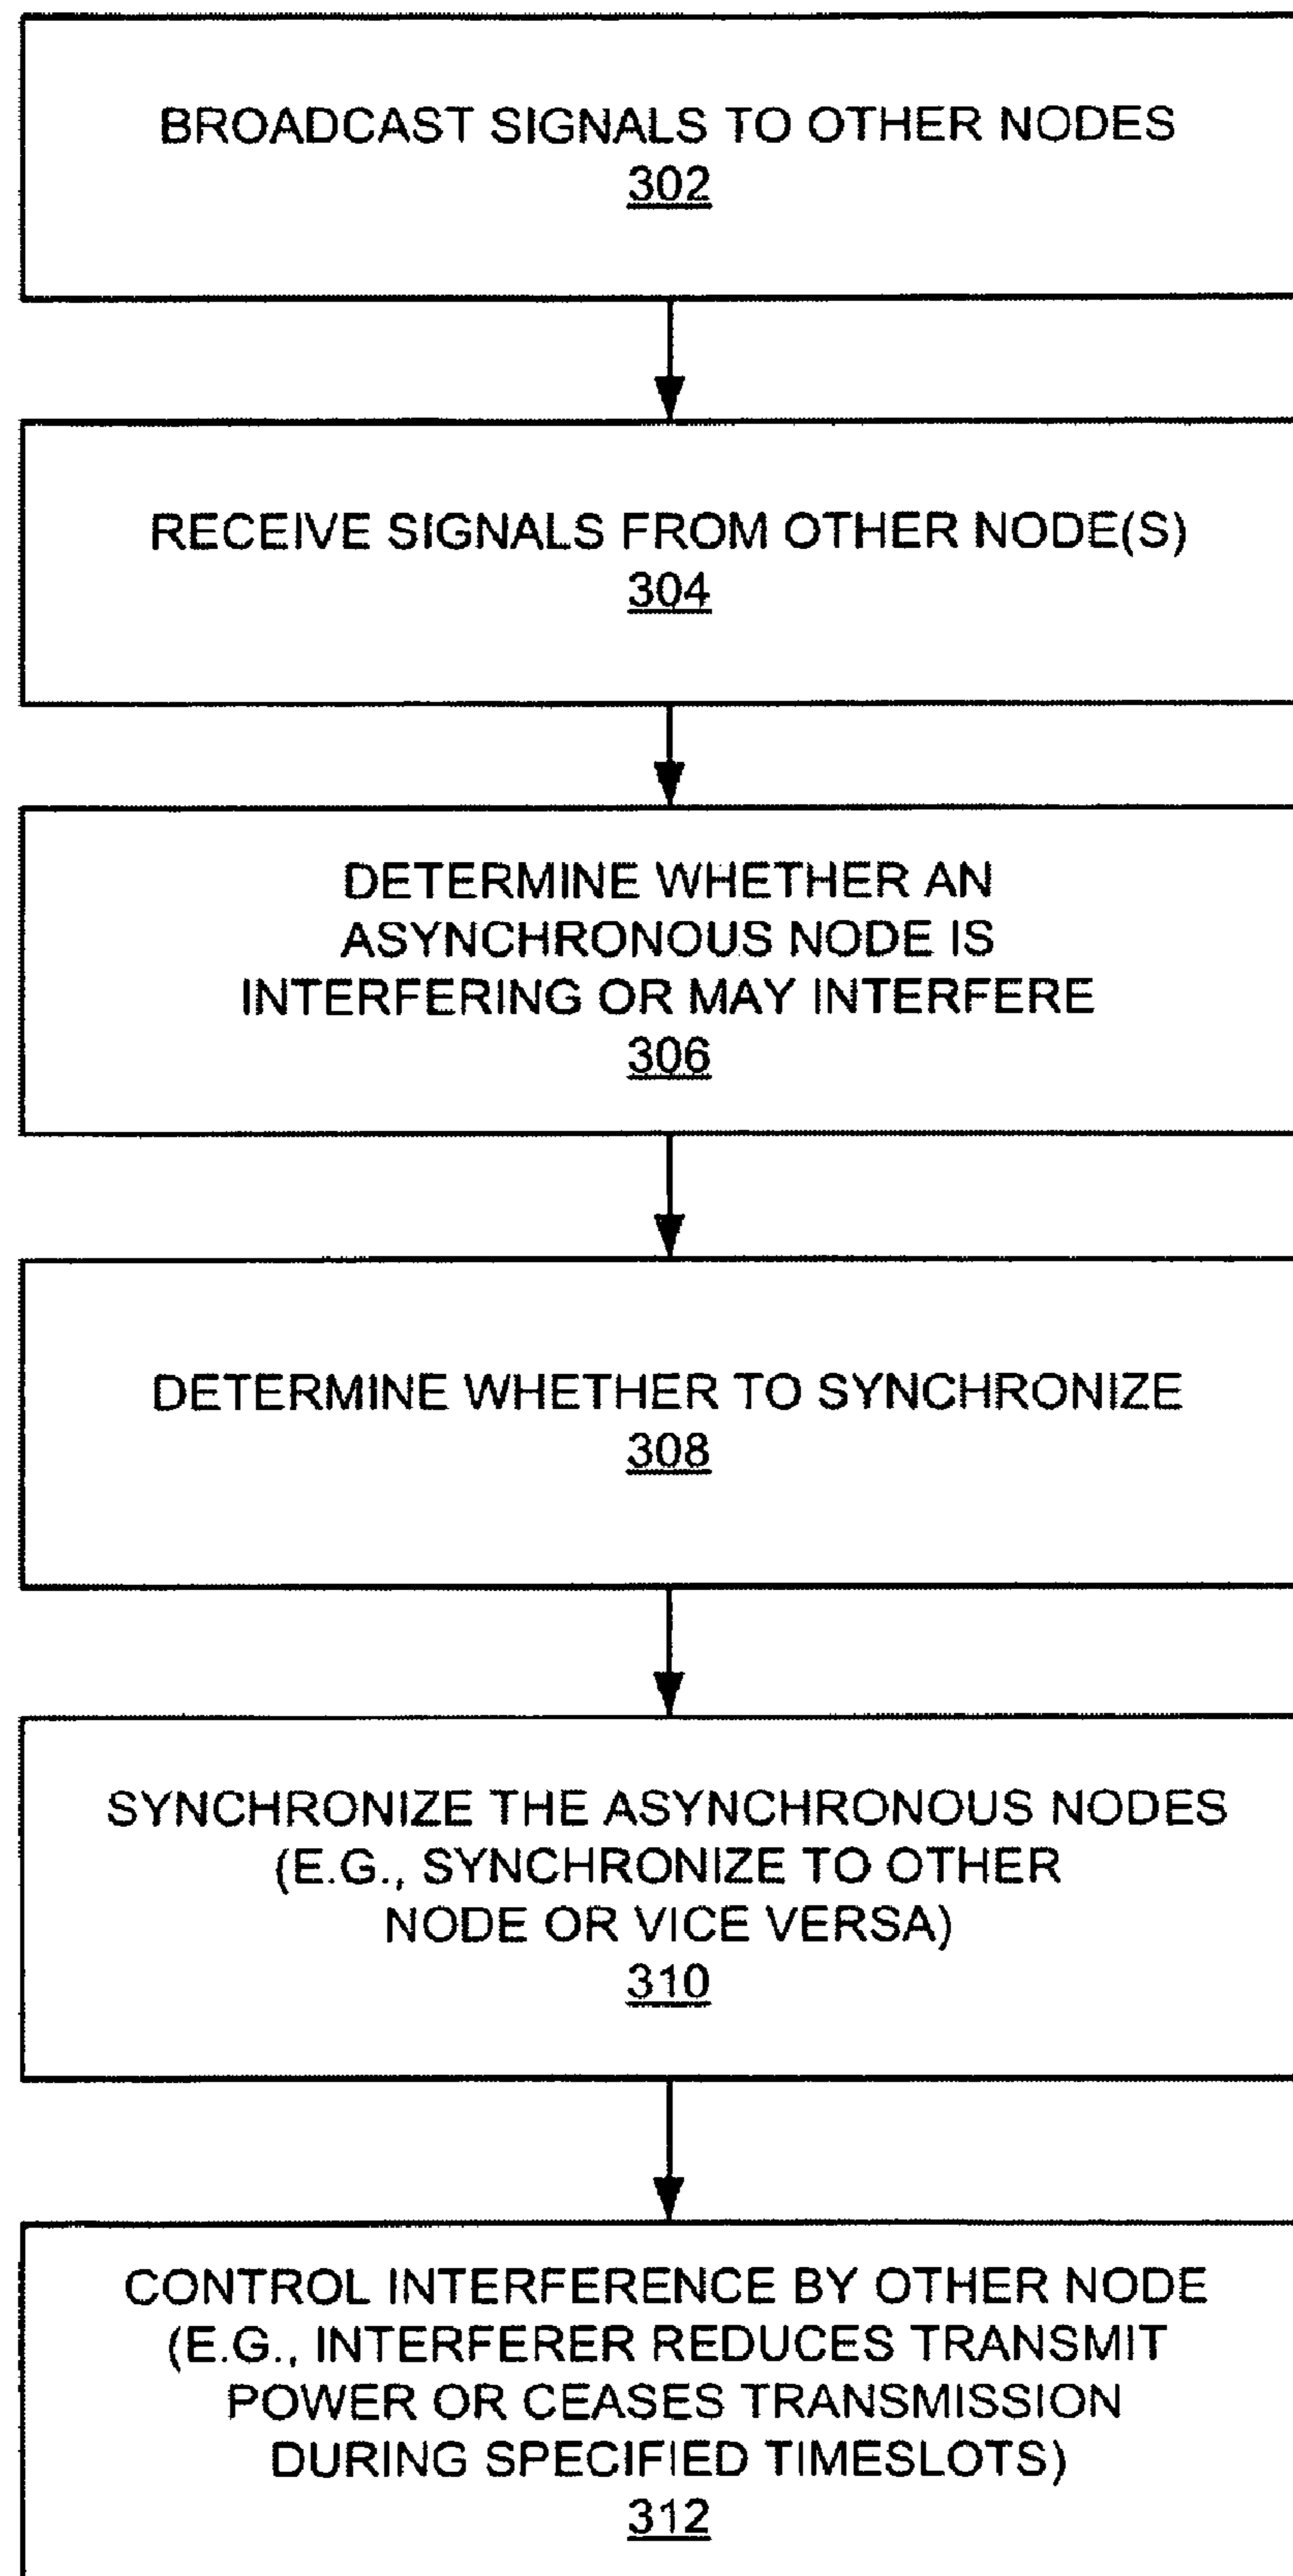 BROADCAST SIGNALS TO OTHER NODES
302
RECEIVE SIGNALS FROM OTHER NODE(S)
304
DETERMINE WHETHER AN
ASYNCHRONOUS NODE IS
INTERFERING OR MAY INTERFERE
306
DETERMINE WHETHER TO SYNCHRONIZE
308
SYNCHRONIZE THE ASYNCHRONOUS NODES
(E.G., SYNCHRONIZE TO OTHER
NODE OR VICE VERSA)
310
CONTROL INTERFERENCE BY OTHER NODE
(E.G., INTERFERER REDUCES TRANSMIT
POWER OR CEASES TRANSMISSION
DURING SPECIFIED TIMESLOTS)
312